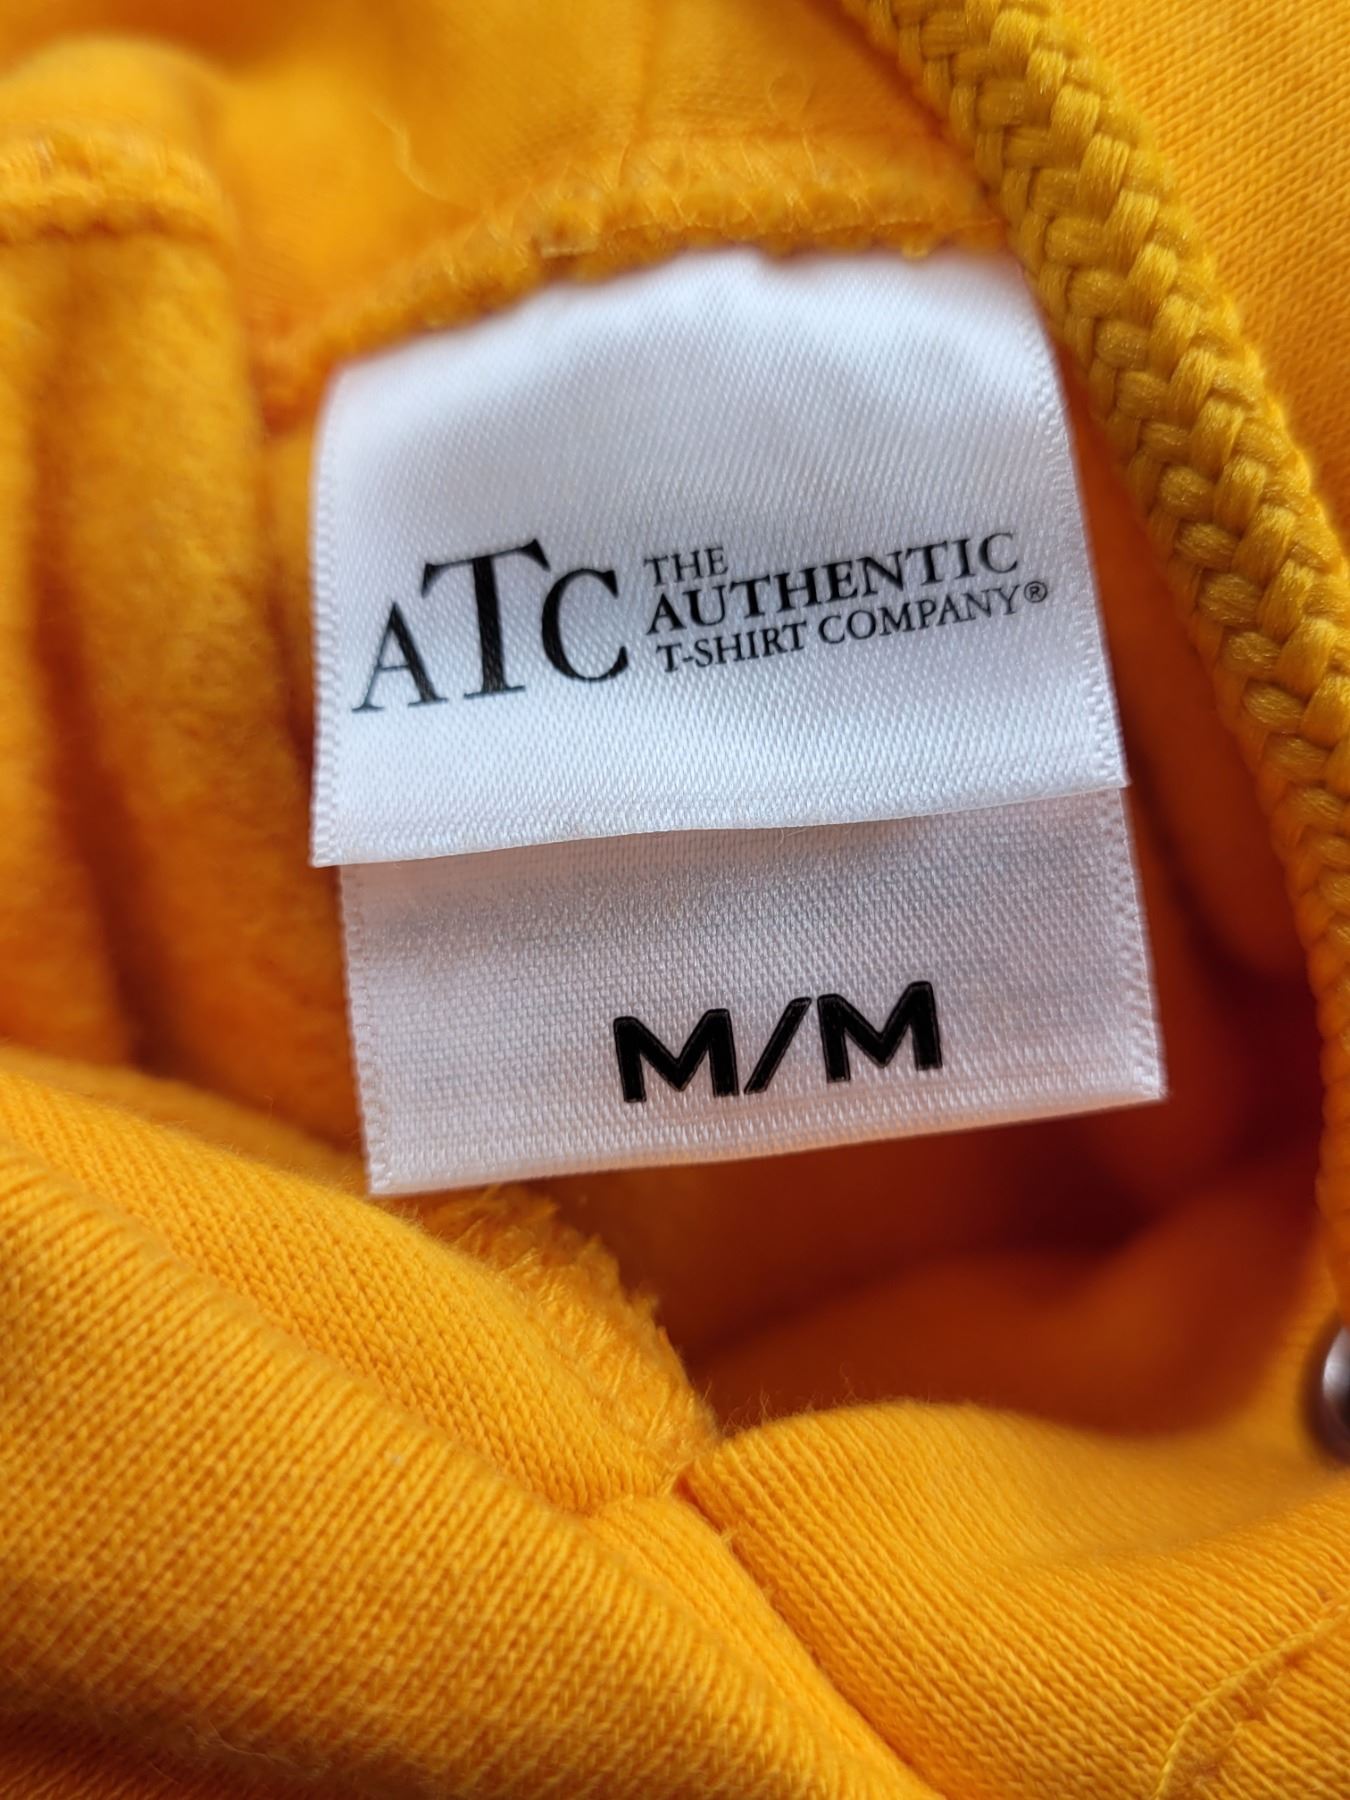 ATC
THE
AUTHENTIC
T-SHIRT COMPANY®
M/M